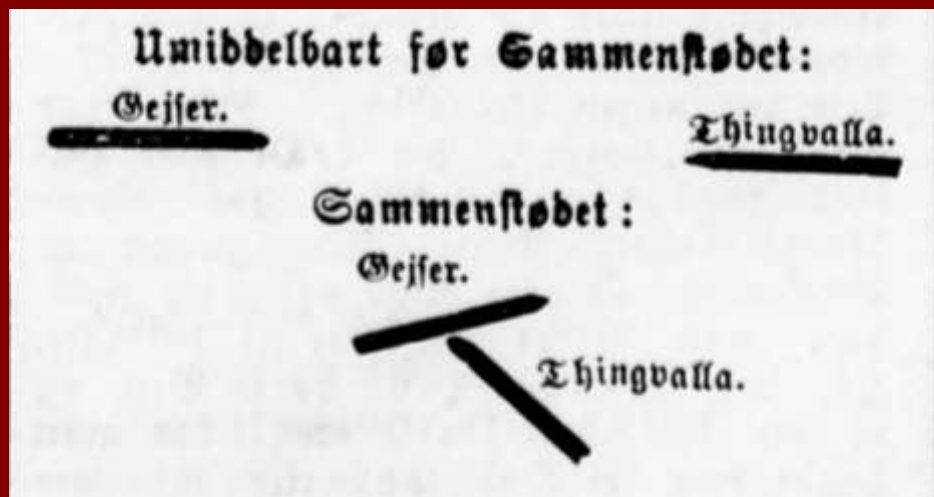 Umiddelbart før Sammenstødet:
Gejser.
Thingvalla.
Sammenstødet:
Gejser.
Thingvalla.